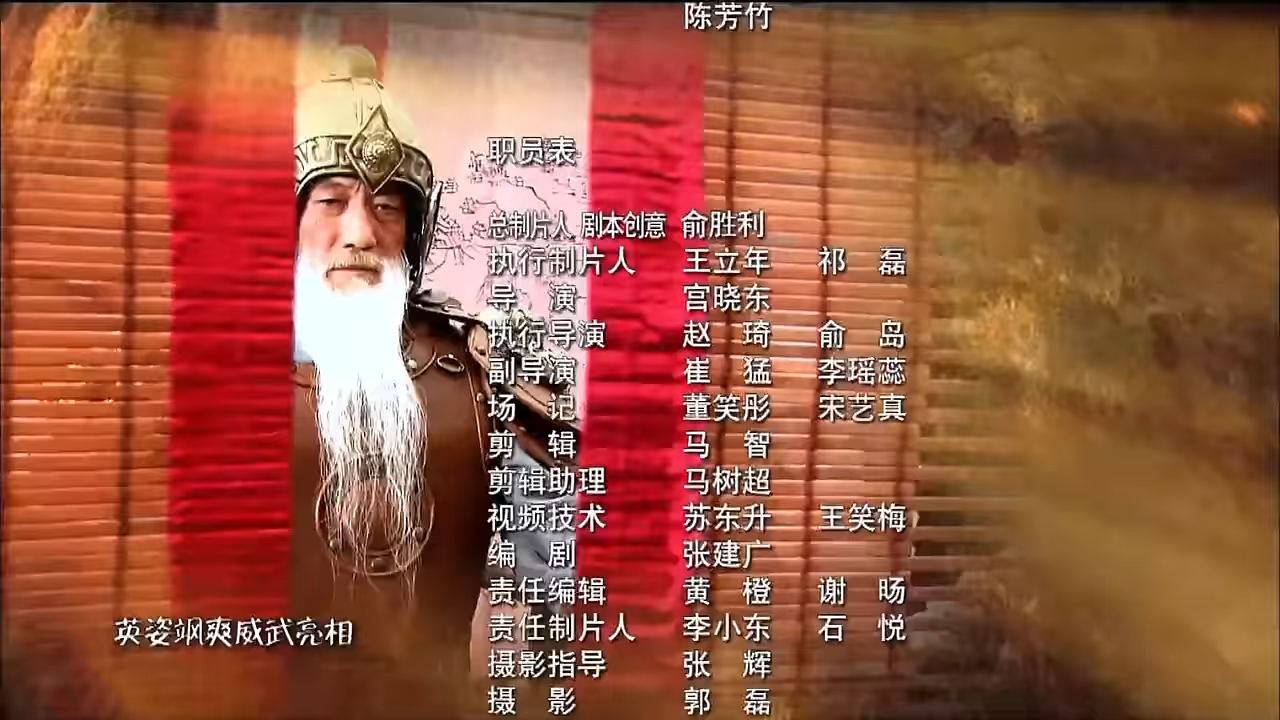 陈芳竹
职员表
总制片人 剧本创意 俞胜利
执行制片人 王立年 祁 磊
导 演 宫晓东
执行导演 赵 琦 俞 岛
副导演 崔 猛 李瑶蕊
场 记 董笑彤 宋艺真
剪 辑 马 智
剪辑助理 马树超
视频技术 苏东升 王笑梅
编 剧 张建广
责任编辑 黄 橙 谢 旸
责任制片人 李小东 石 悦
摄影指导 张 辉
摄 影 郭 磊
英姿飒爽威武亮相